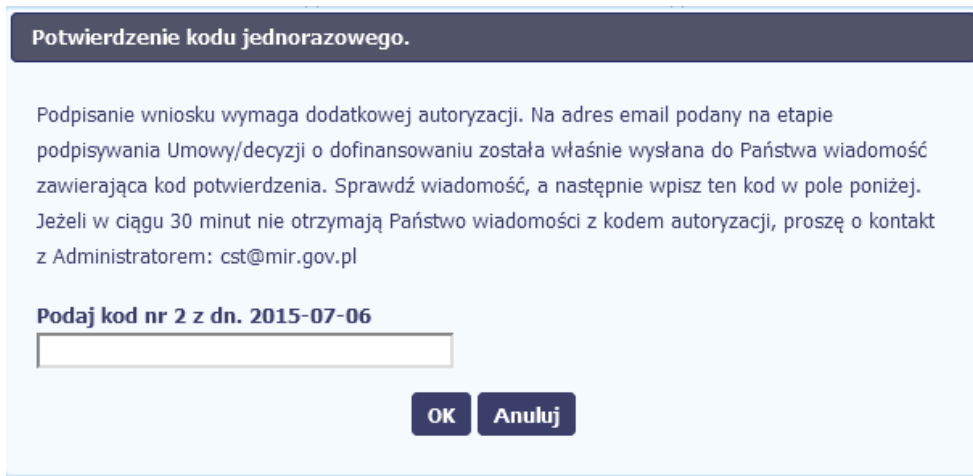 Potwierdzenie kodu jednorazowego.
Podpisanie wniosku wymaga dodatkowej autoryzacji. Na adres email podany na etapie
podpisywania Umowy/decyzji o dofinansowaniu została właśnie wysłana do Państwa wiadomość
zawierająca kod potwierdzenia. Sprawdź wiadomość, a następnie wpisz ten kod w pole poniżej.
Jeżeli w ciągu 30 minut nie otrzymają Państwo wiadomości z kodem autoryzacji, proszę o kontakt
z Administratorem: cst@mir.gov.pl
Podaj kod nr 2 z dn. 2015-07-06
OK Anuluj